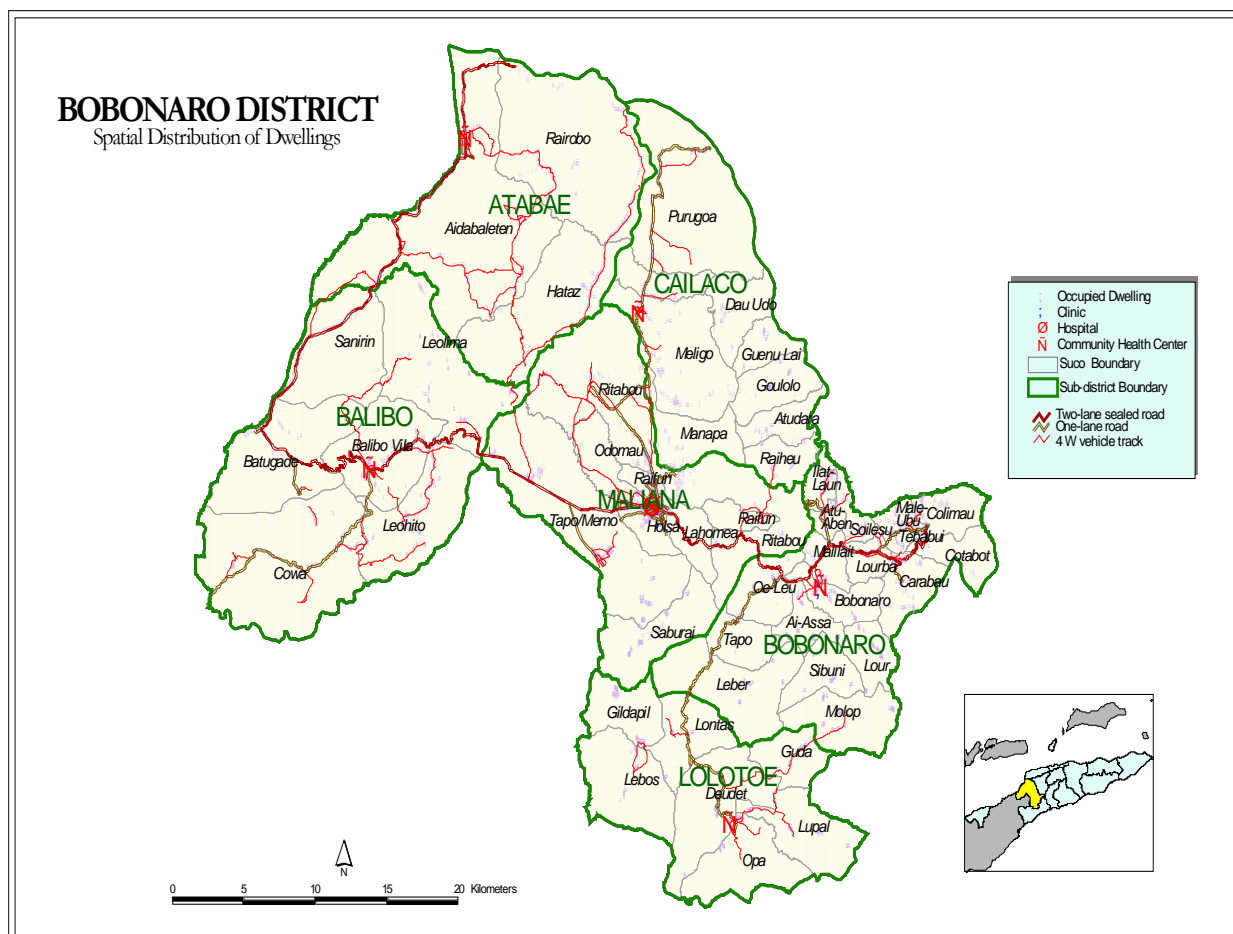 BOBONARO DISTRICT
Spatial Distribution of Dwellings
Rairobo
ATABAE
Aidabaleten
Purugoa
Hataz
CAILACO
Dau Udo
Sanirin
Leolima
Meligo
Guenu Lai
Goulolo
Ritabou
Atudara
BALIBO
Manapa
Balibo Vila
Odomau
Raiheu
Batugade
Raifun
Ilat-
Laun
MALIANA
Male
Ubu
Colimau
Atu-
Aben
Soilesu
Tebabui
Leohito
Tapo/Memo
Holsa
Lahomea
Raifun
Ritabou
Malilait
Lourba
Cotabot
Carabau
Cowa
Oe-Leu
Bobonaro
Ai-Assa
Saburai
Tapo
BOBONARO
Sibuni
Lour
Leber
Molop
Gildapil
Lontas
Guda
Lebos
LOLOTOE
Deudet
Lupal
Opa
Occupied Dwelling
; Clinic
Ø Hospital
Ñ Community Health Center
Suco Boundary
Sub-district Boundary
Two-lane sealed road
One-lane road
4 W vehicle track
Ñ
Ñ
Ñ
Ø
Ñ
Ñ
N
0 5 10 15 20 Kilometers